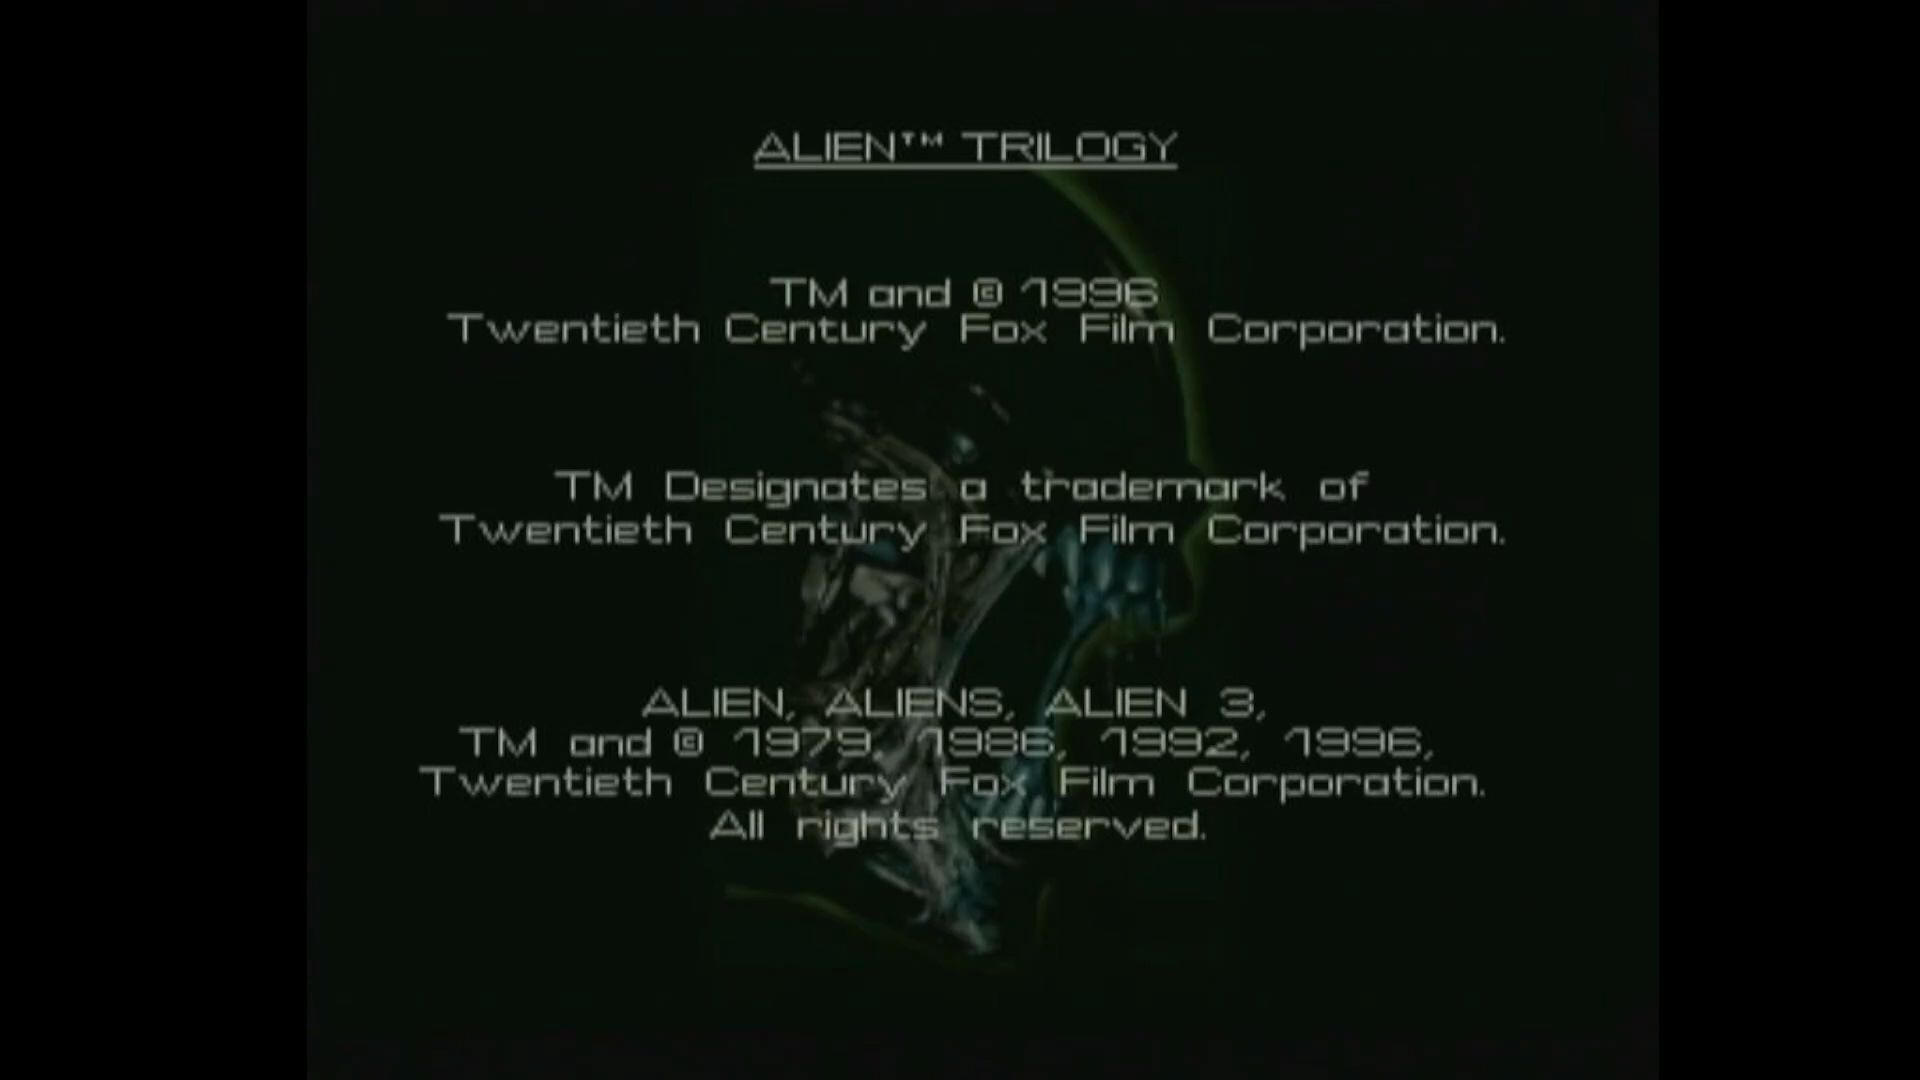 ALIEN™ TRILOGY
TM and © 1996
Twentieth Century Fox Film Corporation.
TM Designates a trademark of
Twentieth Century Fox Film Corporation.
ALIEN, ALIENS, ALIEN 3,
TM and © 1979, 1986, 1992, 1996,
Twentieth Century Fox Film Corporation.
All rights reserved.